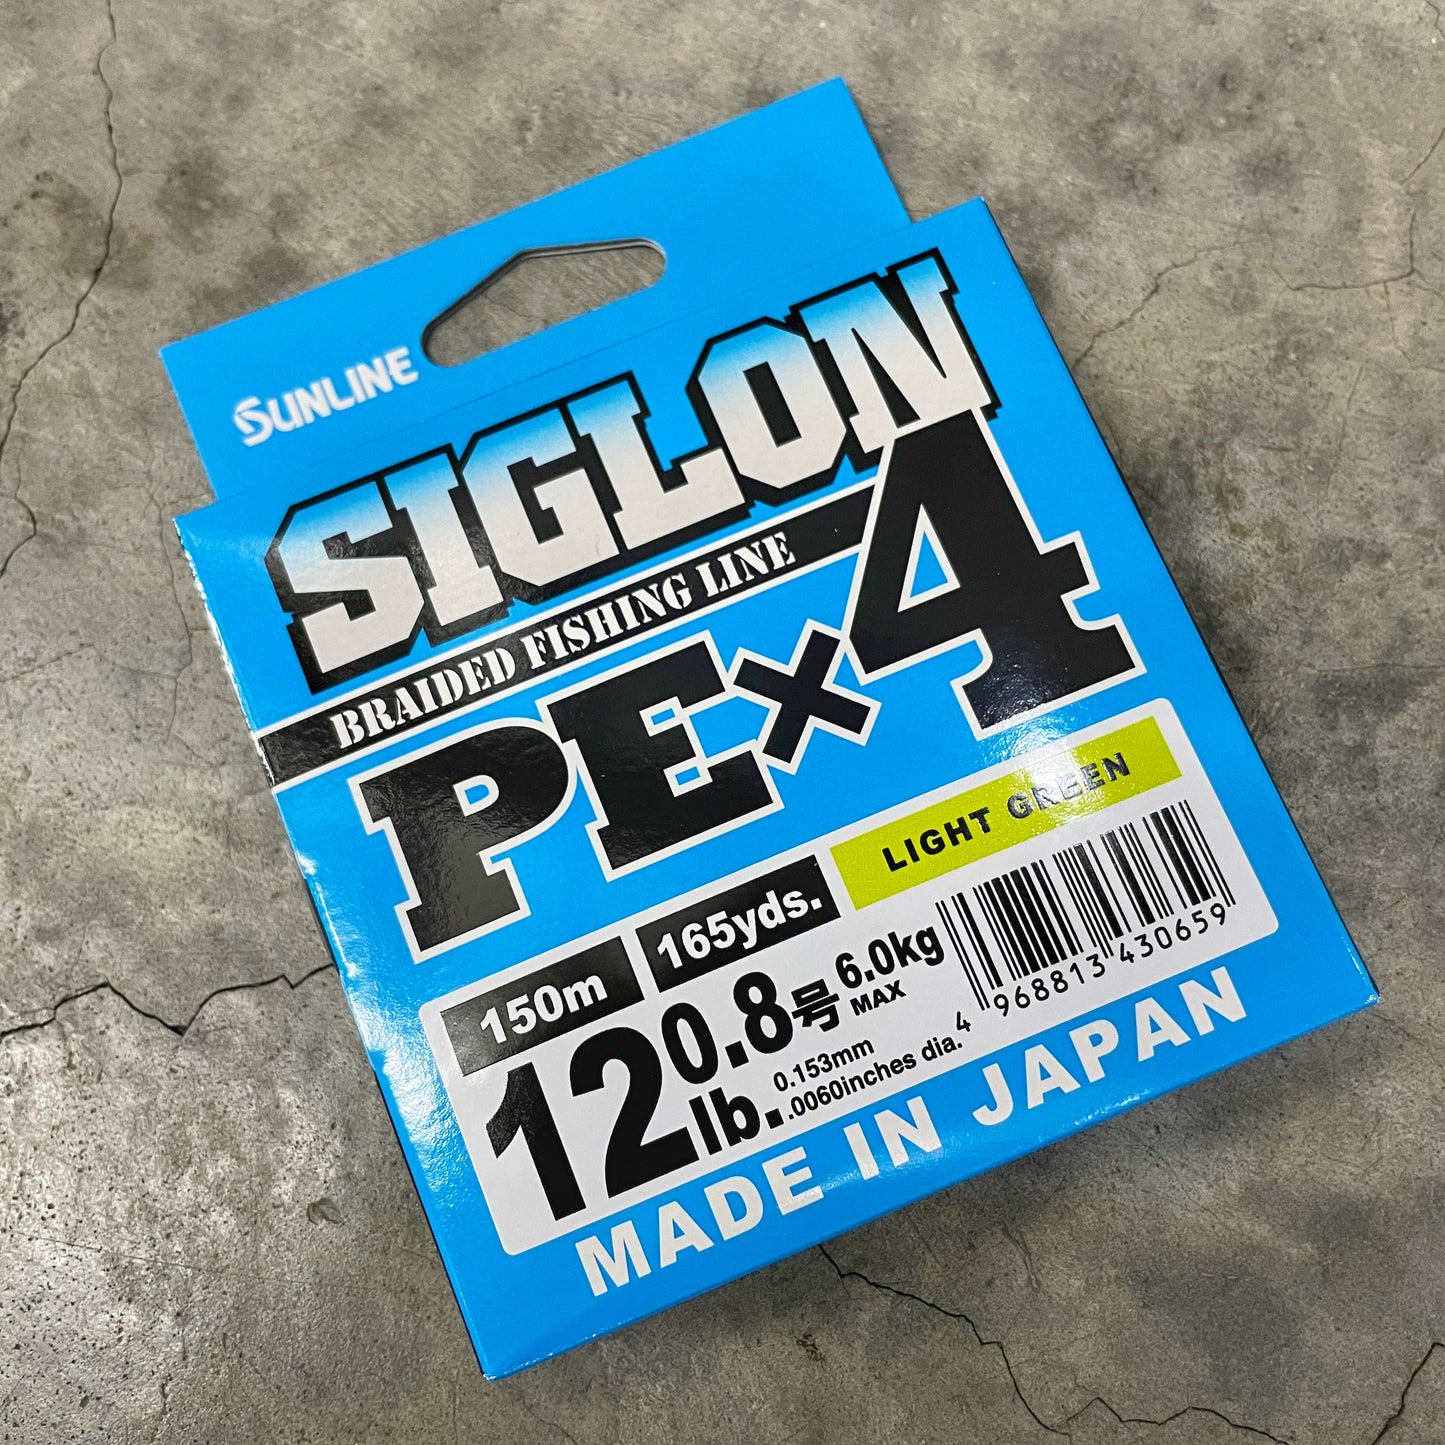 SUNLINE
SIGLON
BRAIDED FISHING LINE
PE×4
LIGHT GREEN
150m 165yds.
12lb. 0.8号 6.0kg MAX
0.153mm
.0060inches dia.
4 968813 430659
MADE IN JAPAN